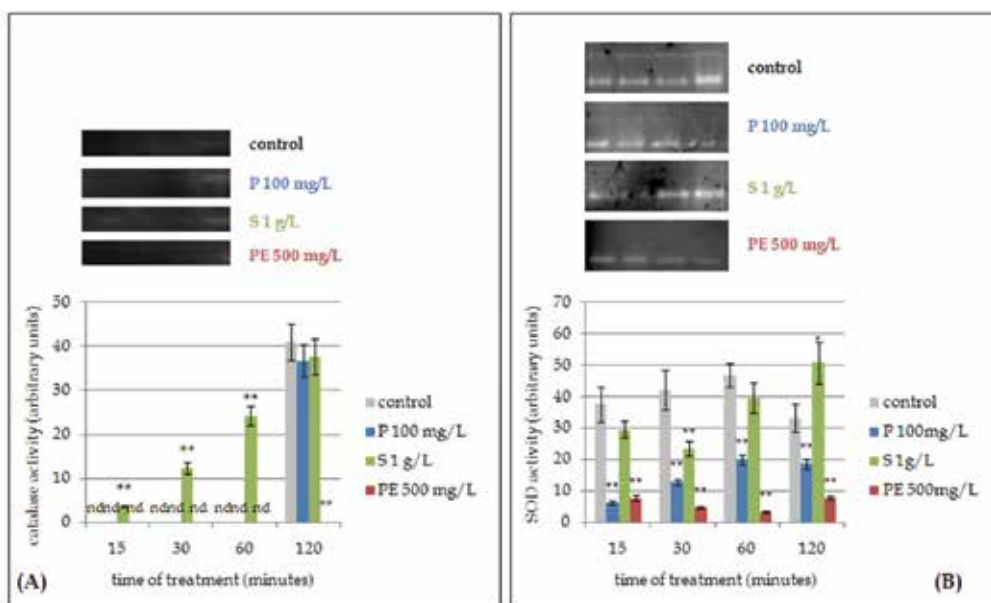 control
P 100 mg/L
S 1 g/L
PE 500 mg/L
catalase activity (arbitrary units)
50
40
30
20
10
0
nd nd nd
**
nd nd nd
**
nd nd nd
**
**
15 30 60 120
time of treatment (minutes)
control
P 100 mg/L
S 1 g/L
PE 500 mg/L
(A)
control
P 100 mg/L
S 1 g/L
PE 500 mg/L
SOD activity (arbitrary units)
70
60
50
40
30
20
10
0
** **
** ** **
** **
** * **
15 30 60 120
time of treatment (minutes)
control
P 100mg/L
S 1g/L
PE 500mg/L
(B)